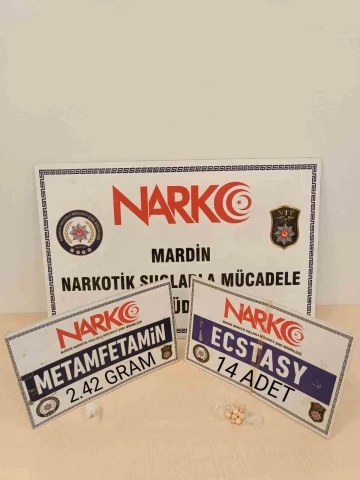 NARKO
MARDİN
NARKOTİK SUÇLARLA MÜCADELE
NARKO
METAMFETAMİN
2.42 GRAM
NARKO
ECSTASY
14 ADET